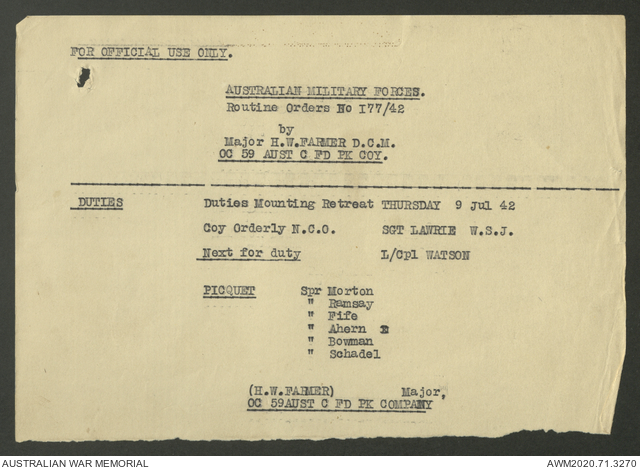 FOR OFFICIAL USE ONLY.
AUSTRALIAN MILITARY FORCES.
Routine Orders No 177/42
by
Major H.W.FARMER D.C.M.
OC 59 AUST C FD PK COY.
DUTIES Duties Mounting Retreat THURSDAY 9 Jul 42
Coy Orderly N.C.O. SGT LAWRIE W.S.J.
Next for duty L/Cpl WATSON
PICQUET Spr Morton
" Ramsay
" Fife
" Ahern
" Bowman
" Schadel
(H.W.FARMER) Major,
OC 59AUST C FD PK COMPANY
AUSTRALIAN WAR MEMORIAL AWM2020.71.3270